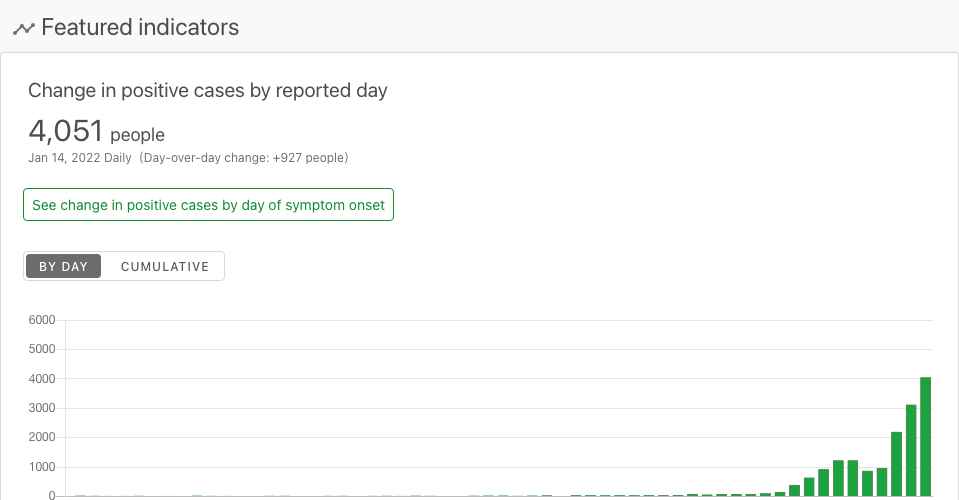 Featured indicators
Change in positive cases by reported day
4,051 people
Jan 14, 2022 Daily (Day-over-day change: +927 people)
See change in positive cases by day of symptom onset
BY DAY CUMULATIVE
6000
5000
4000
3000
2000
1000
0